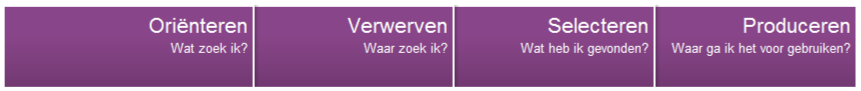 Oriënteren
Wat zoek ik?
Verwerven
Waar zoek ik?
Selecteren
Wat heb ik gevonden?
Produceren
Waar ga ik het voor gebruiken?